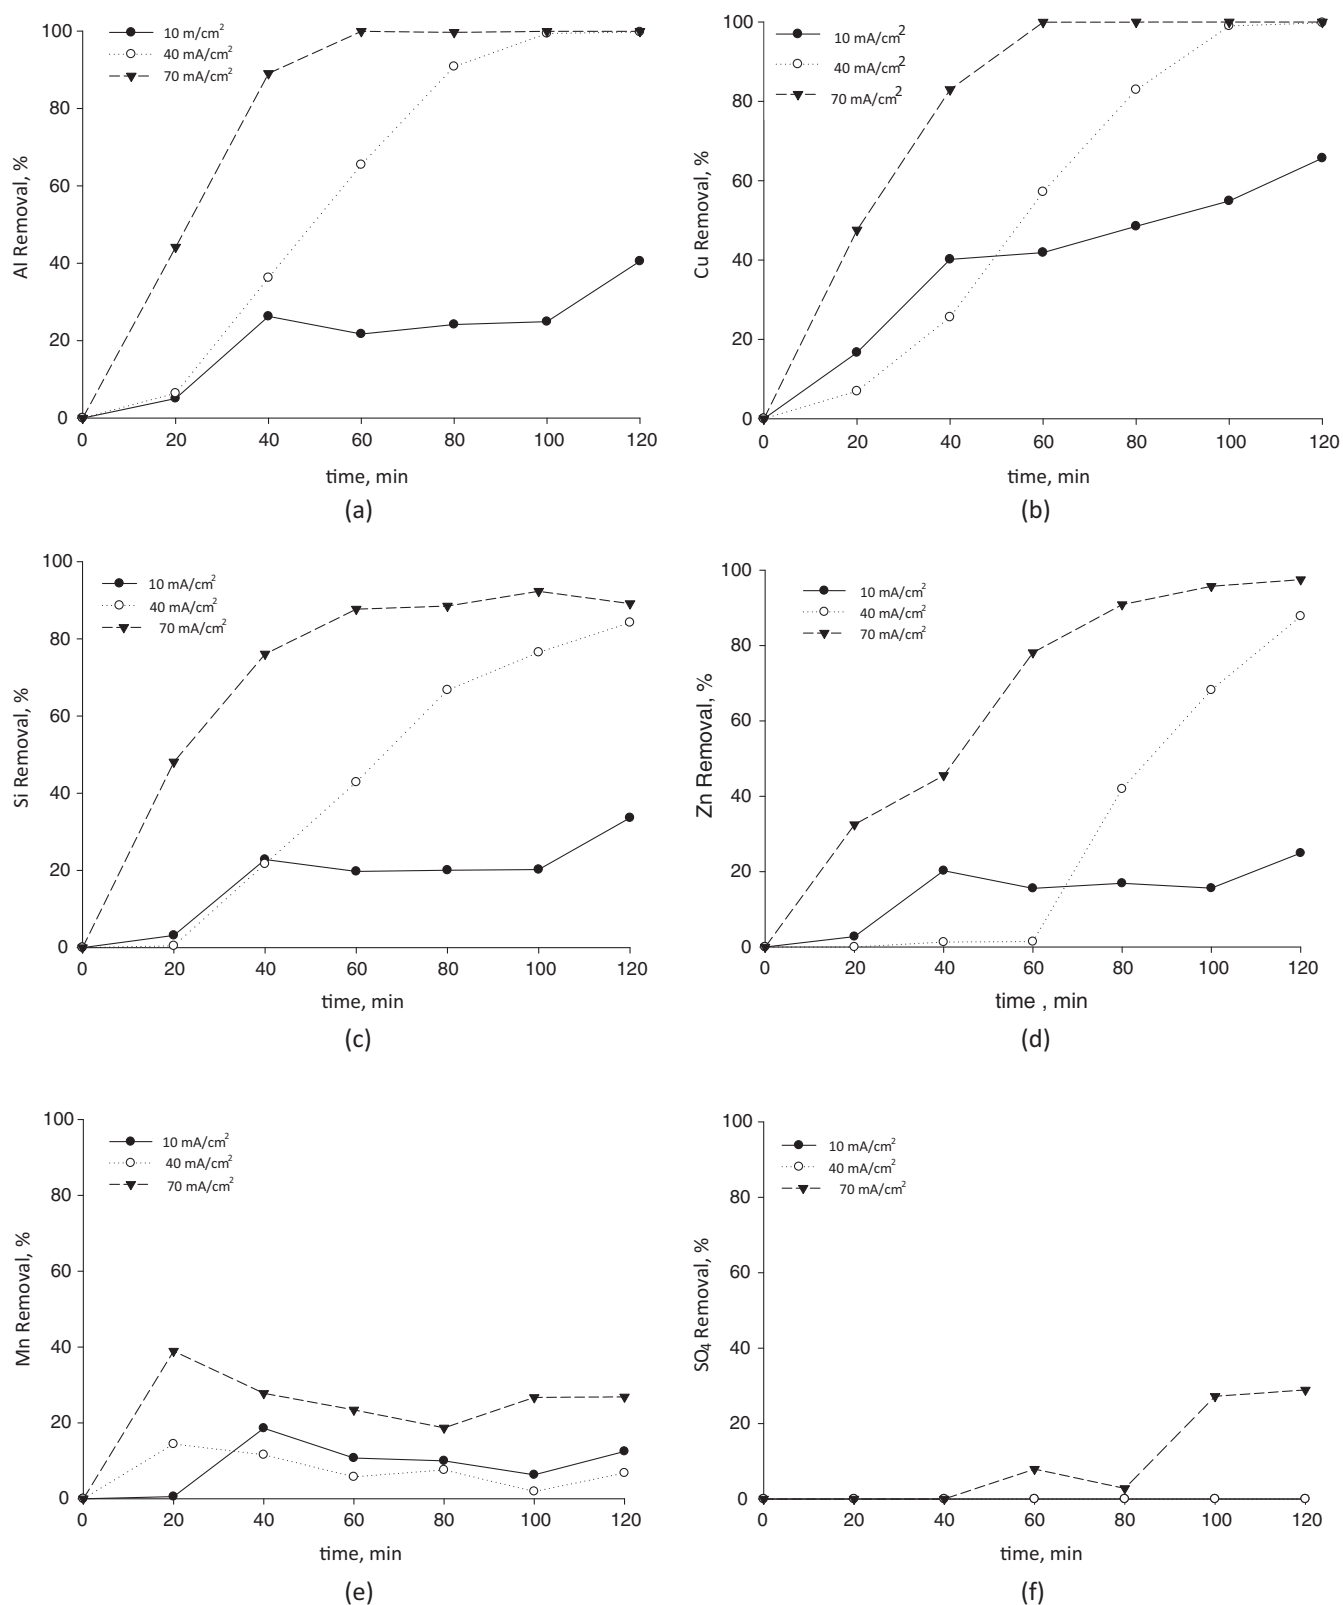 10 m/cm²
40 mA/cm²
70 mA/cm²
100
80
60
40
20
0
Al Removal, %
0 20 40 60 80 100 120
time, min
(a)
10 mA/cm²
40 mA/cm²
70 mA/cm²
100
80
60
40
20
0
Cu Removal, %
0 20 40 60 80 100 120
time, min
(b)
10 mA/cm²
40 mA/cm²
70 mA/cm²
100
80
60
40
20
0
Si Removal, %
0 20 40 60 80 100 120
time, min
(c)
10 mA/cm²
40 mA/cm²
70 mA/cm²
100
80
60
40
20
0
Zn Removal, %
0 20 40 60 80 100 120
time , min
(d)
10 mA/cm²
40 mA/cm²
70 mA/cm²
100
80
60
40
20
0
Mn Removal, %
0 20 40 60 80 100 120
time, min
(e)
10 mA/cm²
40 mA/cm²
70 mA/cm²
100
80
60
40
20
0
SO₄ Removal, %
0 20 40 60 80 100 120
time, min
(f)